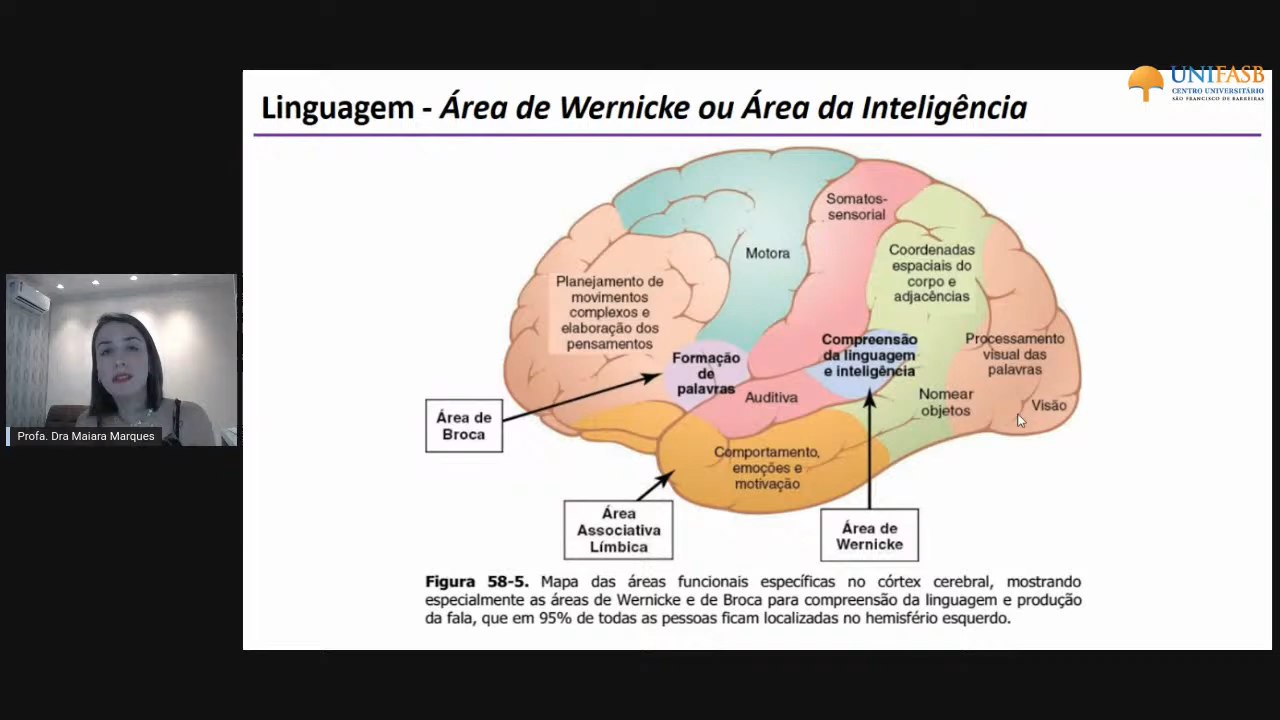 UNIFASB
CENTRO UNIVERSITÁRIO
SÃO FRANCISCO DE BARREIRAS
Linguagem - Área de Wernicke ou Área da Inteligência
Somatos-
sensorial
Motora
Coordenadas
espaciais do
corpo e
adjacências
Planejamento de
movimentos
complexos e
elaboração dos
pensamentos
Formação
de
palavras
Compreensão
da linguagem
e inteligência
Processamento
visual das
palavras
Auditiva
Nomear
objetos
Visão
Área de
Broca
Comportamento,
emoções e
motivação
Área
Associativa
Límbica
Área de
Wernicke
Profa. Dra Maiara Marques
Figura 58-5. Mapa das áreas funcionais específicas no córtex cerebral, mostrando
especialmente as áreas de Wernicke e de Broca para compreensão da linguagem e produção
da fala, que em 95% de todas as pessoas ficam localizadas no hemisfério esquerdo.